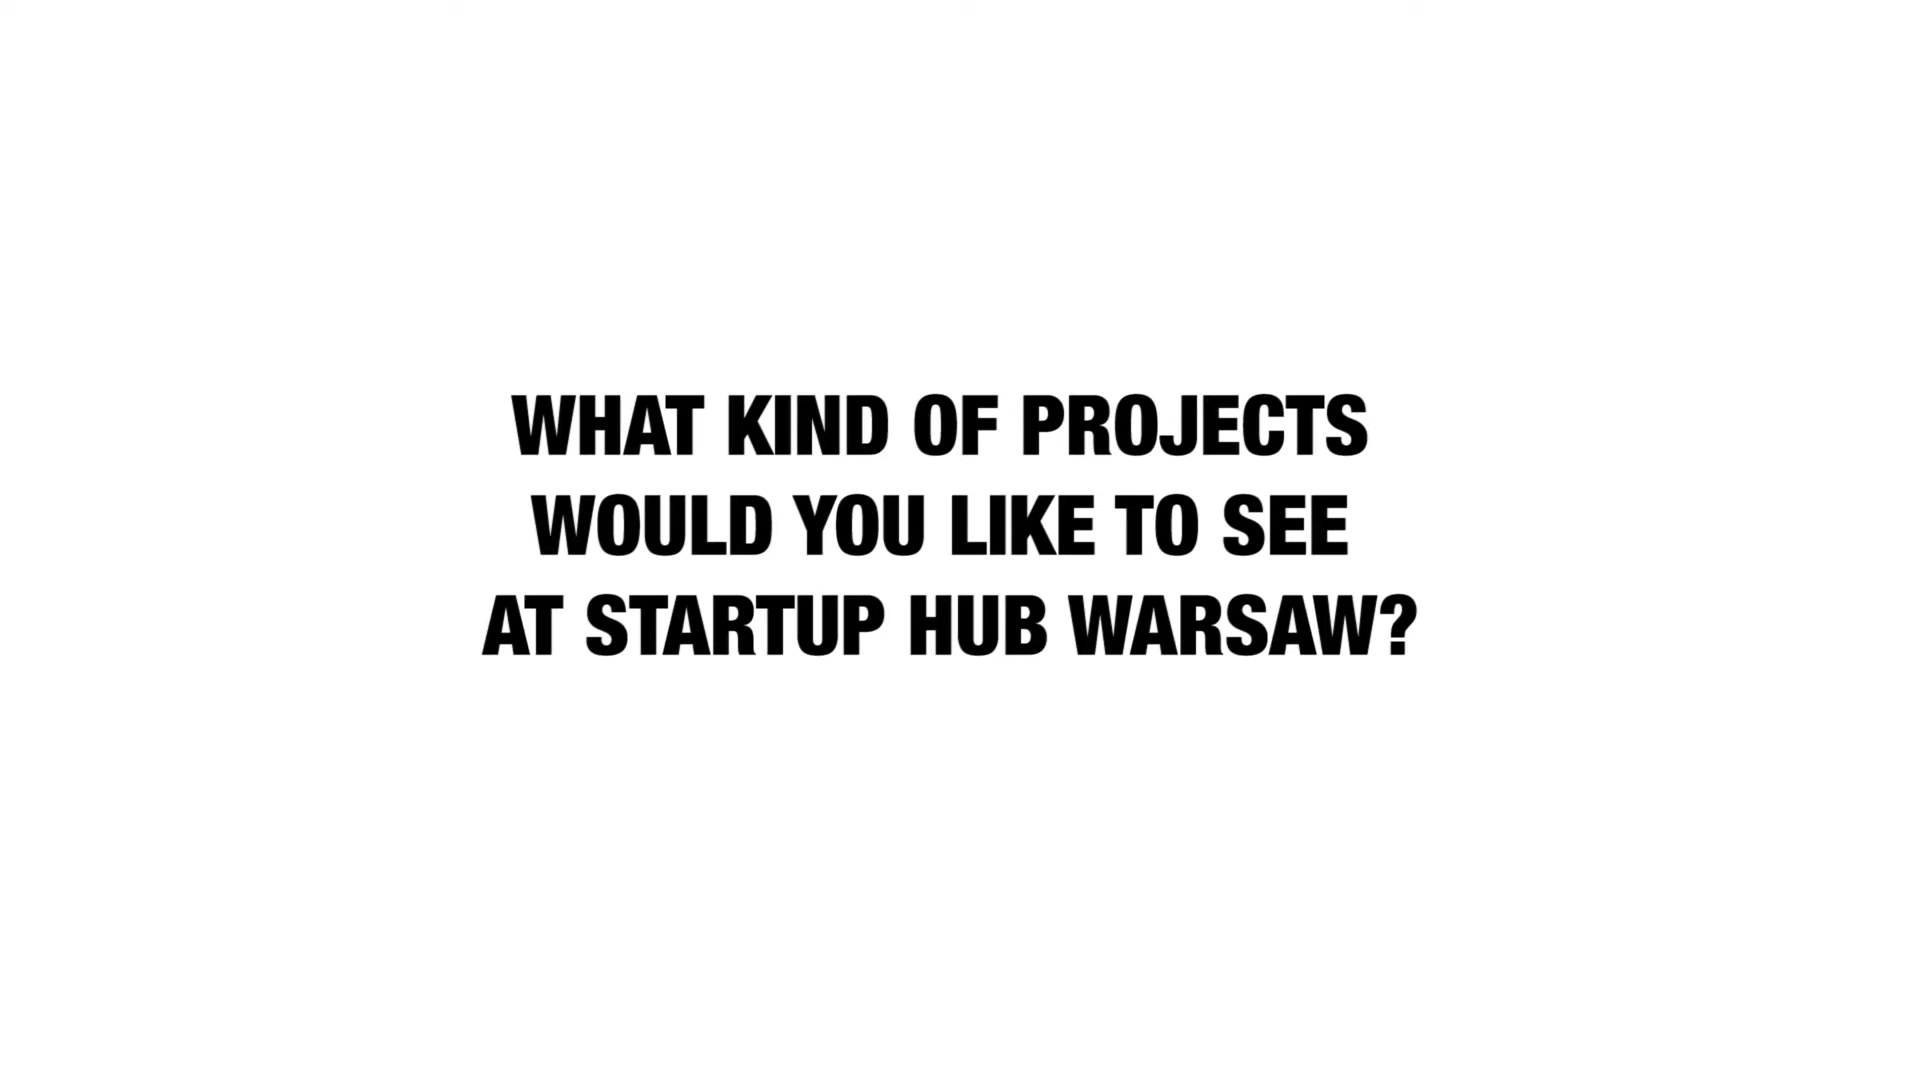 WHAT KIND OF PROJECTS
WOULD YOU LIKE TO SEE
AT STARTUP HUB WARSAW?